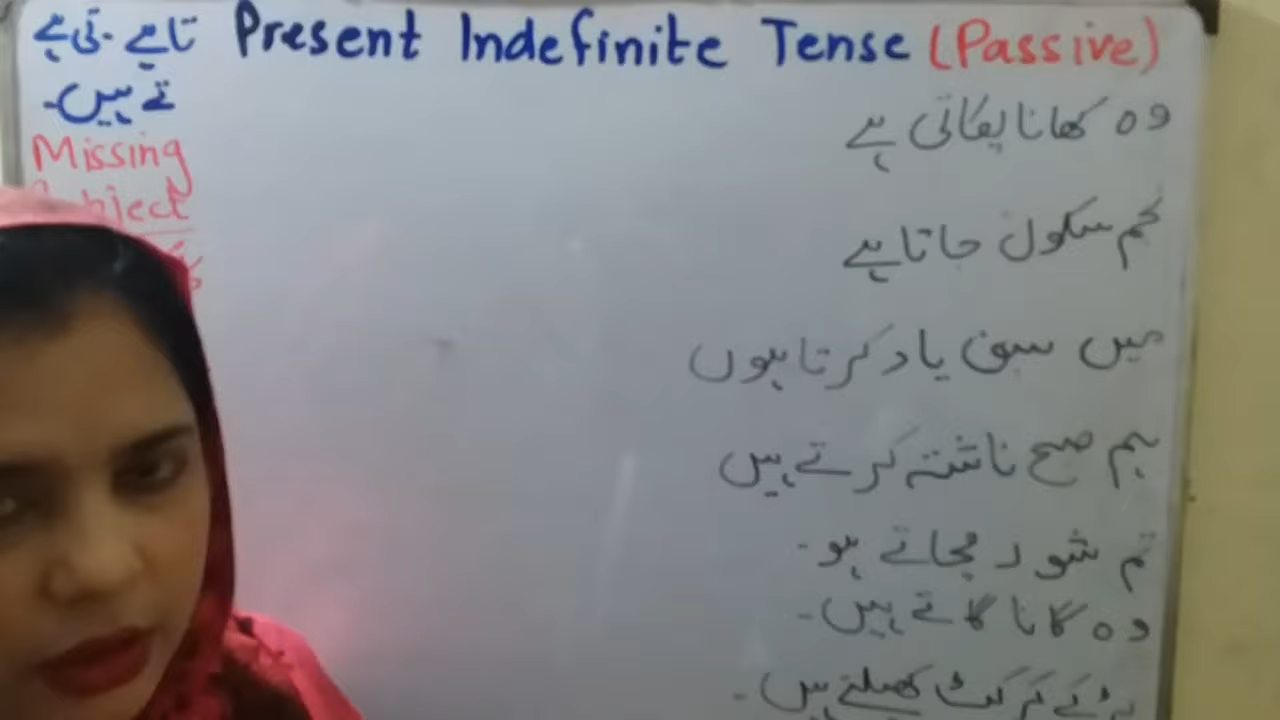 تا ہے - تی ہے Present Indefinite Tense (Passive)
تے ہیں۔
Missing
وہ کھانا پکاتی ہے
سکول جاتا ہے
میں سبق یاد کرتا ہوں
ہم صبح ناشتہ کرتے ہیں
تم شور مچاتے ہو۔
وہ گانا گاتے ہیں۔
لڑکے کرکٹ کھیلتے ہیں۔